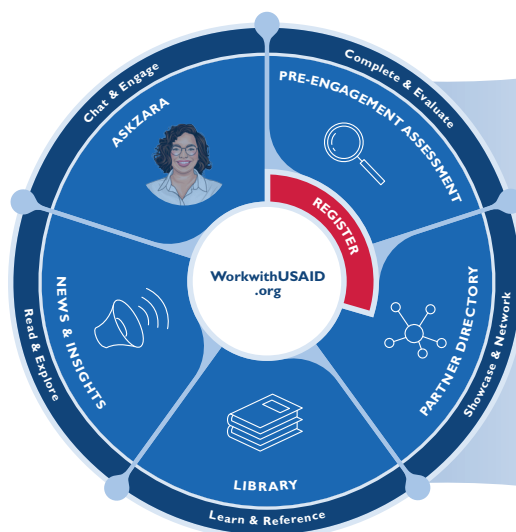 Chat & Engage
ASKZARA
Complete & Evaluate
PRE-ENGAGEMENT ASSESSMENT
REGISTER
WorkwithUSAID
.org
Showcase & Network
PARTNER DIRECTORY
Learn & Reference
LIBRARY
Read & Explore
NEWS & INSIGHTS